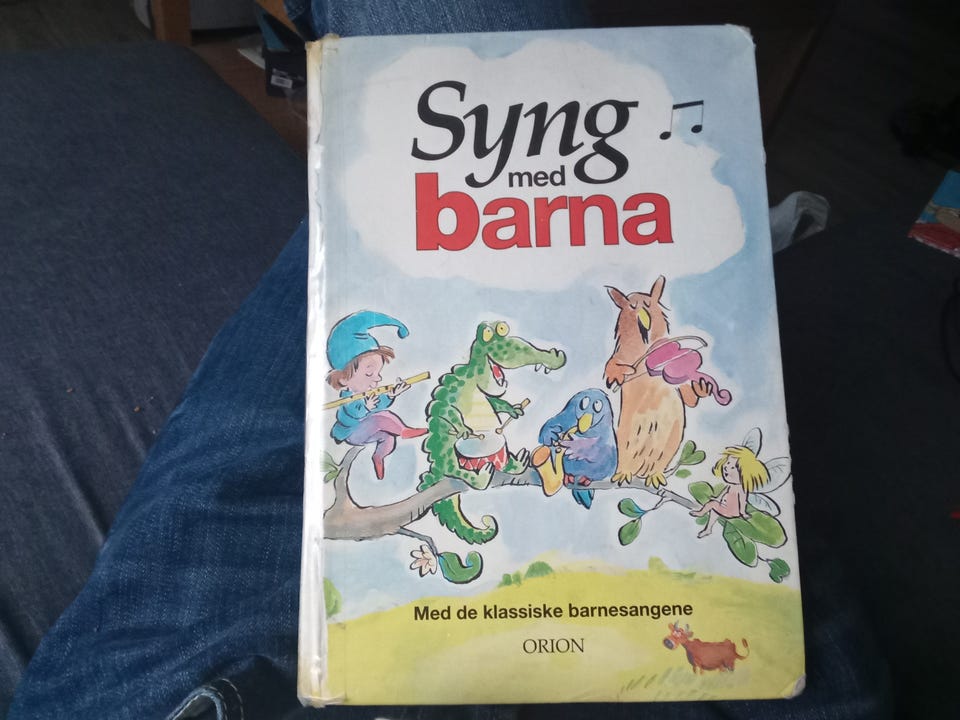 Syng
med
barna
Med de klassiske barnesangene
ORION